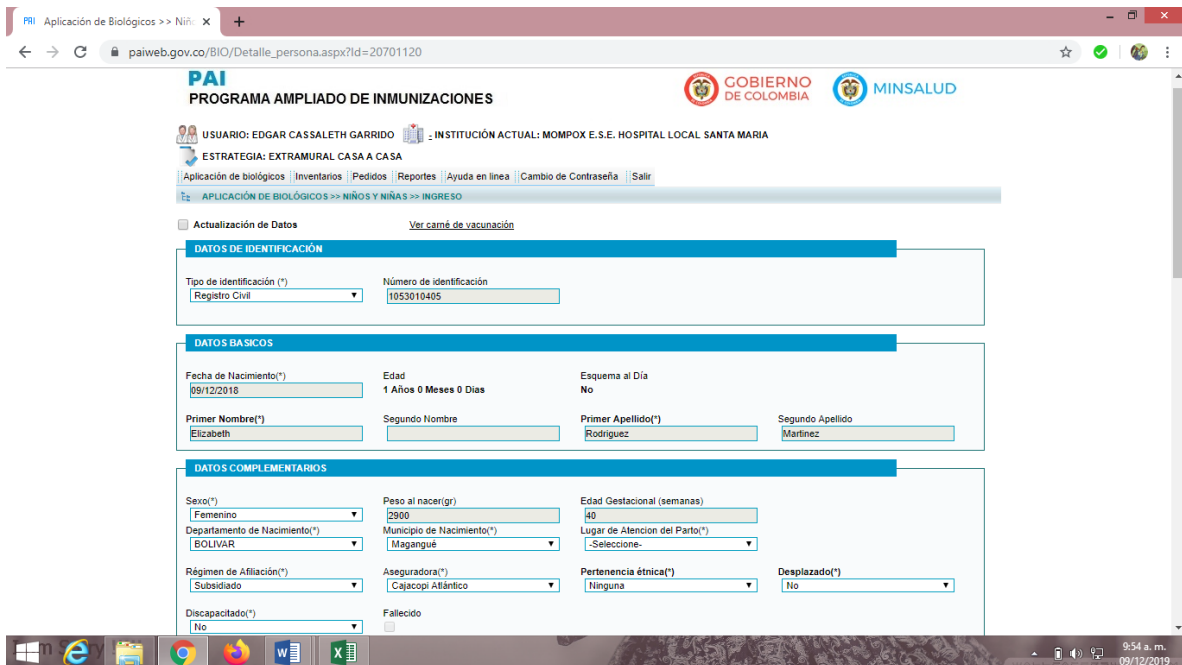 PAI Aplicación de Biológicos >> Niñ
paiweb.gov.co/BIO/Detalle_persona.aspx?Id=20701120
PAI
PROGRAMA AMPLIADO DE INMUNIZACIONES
GOBIERNO
DE COLOMBIA
MINSALUD
USUARIO: EDGAR CASSALETH GARRIDO - INSTITUCIÓN ACTUAL: MOMPOX E.S.E. HOSPITAL LOCAL SANTA MARIA
ESTRATEGIA: EXTRAMURAL CASA A CASA
Aplicación de biológicos Inventarios Pedidos Reportes Ayuda en linea Cambio de Contraseña Salir
APLICACIÓN DE BIOLÓGICOS >> NIÑOS Y NIÑAS >> INGRESO
Actualización de Datos Ver carné de vacunación
DATOS DE IDENTIFICACIÓN
Tipo de identificación (*) Número de identificación
Registro Civil 1053010405
DATOS BASICOS
Fecha de Nacimiento(*) Edad Esquema al Día
09/12/2018 1 Años 0 Meses 0 Dias No
Primer Nombre(*) Segundo Nombre Primer Apellido(*) Segundo Apellido
Elizabeth Rodriguez Martinez
DATOS COMPLEMENTARIOS
Sexo(*) Peso al nacer(gr) Edad Gestacional (semanas)
Femenino 2900 40
Departamento de Nacimiento(*) Municipio de Nacimiento(*) Lugar de Atencion del Parto(*)
BOLIVAR Magangué -Seleccione-
Régimen de Afiliación(*) Aseguradora(*) Pertenencia étnica(*) Desplazado(*)
Subsidiado Cajacopi Atlántico Ninguna No
Discapacitado(*) Fallecido
No
9:54 a. m.
09/12/2019